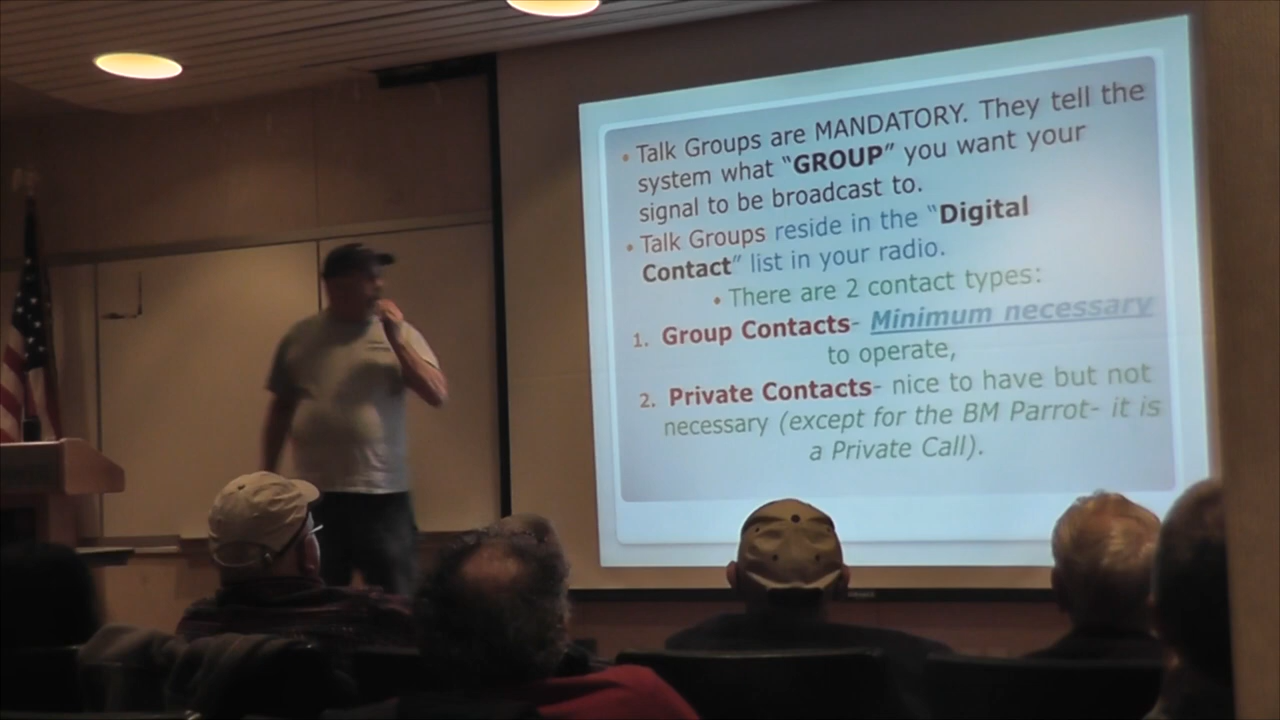 • Talk Groups are MANDATORY. They tell the
system what "GROUP" you want your
signal to be broadcast to.
• Talk Groups reside in the "Digital
Contact" list in your radio.
• There are 2 contact types:
1. Group Contacts- Minimum necessary
to operate,
2. Private Contacts- nice to have but not
necessary (except for the BM Parrot- it is
a Private Call).